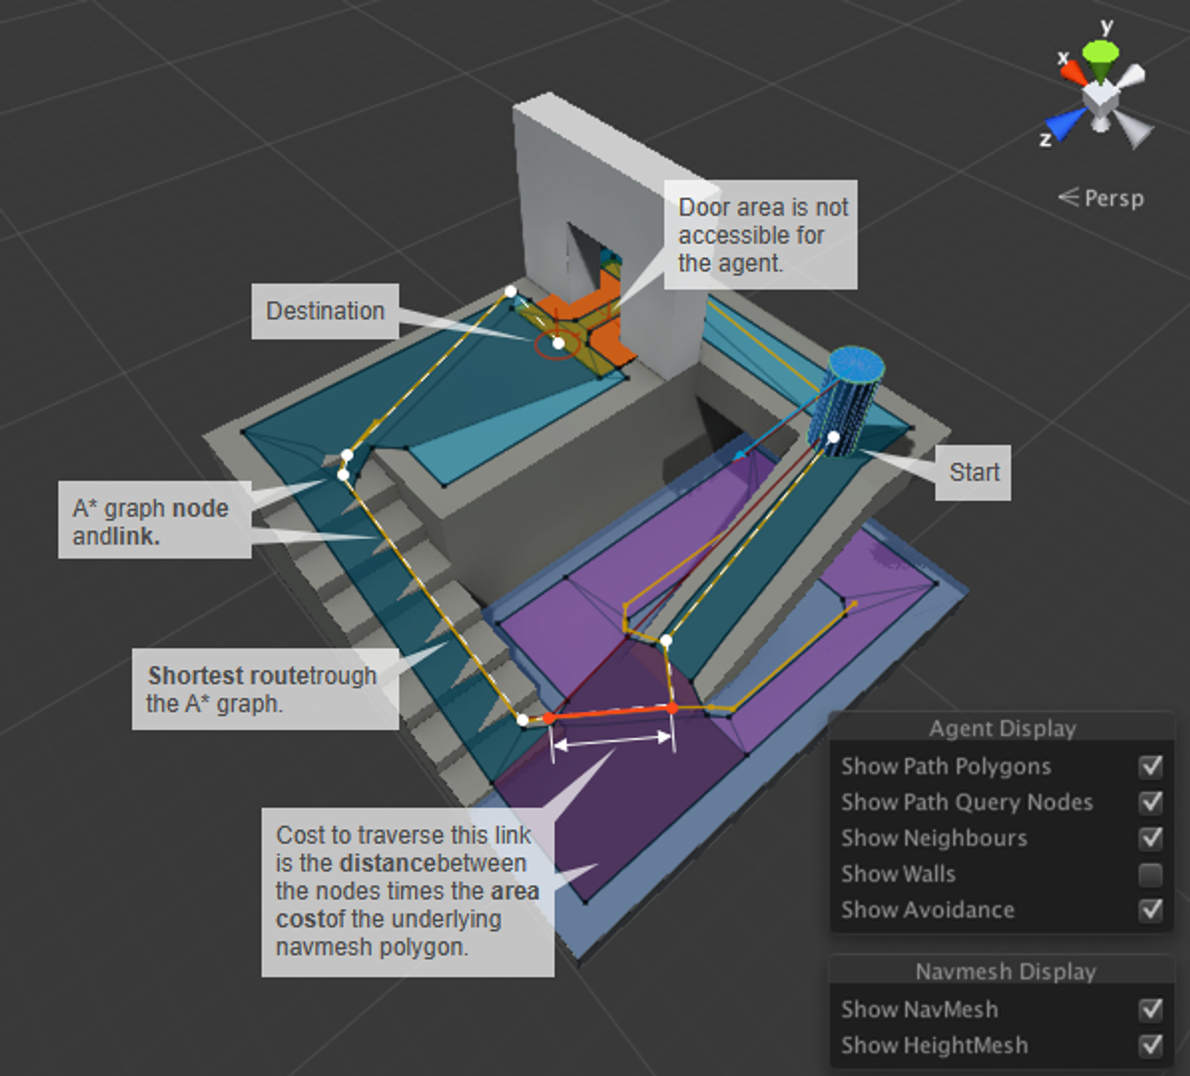 y
x
z
Persp
Door area is not
accessible for
the agent.
Destination
Start
A* graph node
andlink.
Shortest routetrough
the A* graph.
Cost to traverse this link
is the distancebetween
the nodes times the area
costof the underlying
navmesh polygon.
Agent Display
Show Path Polygons
Show Path Query Nodes
Show Neighbours
Show Walls
Show Avoidance
Navmesh Display
Show NavMesh
Show HeightMesh